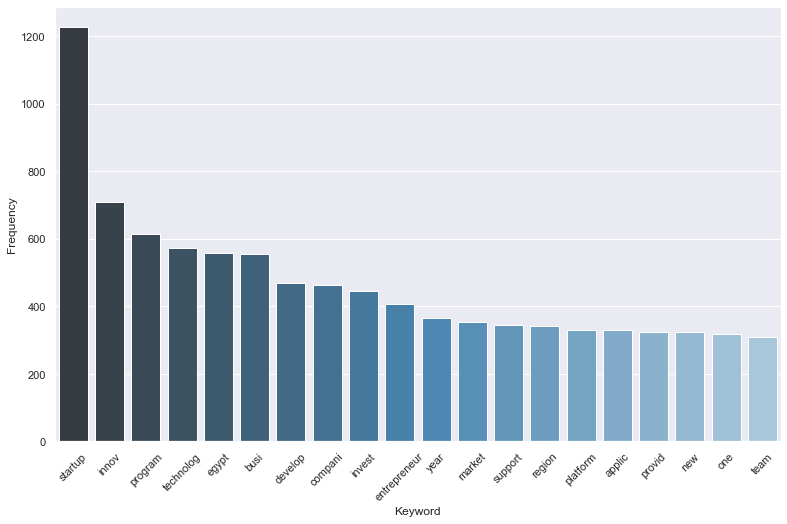 Frequency
1200
1000
800
600
400
200
0
startup
innov
program
technolog
egypt
busi
develop
compani
invest
entrepreneur
year
market
support
region
platform
applic
provid
new
one
team
Keyword